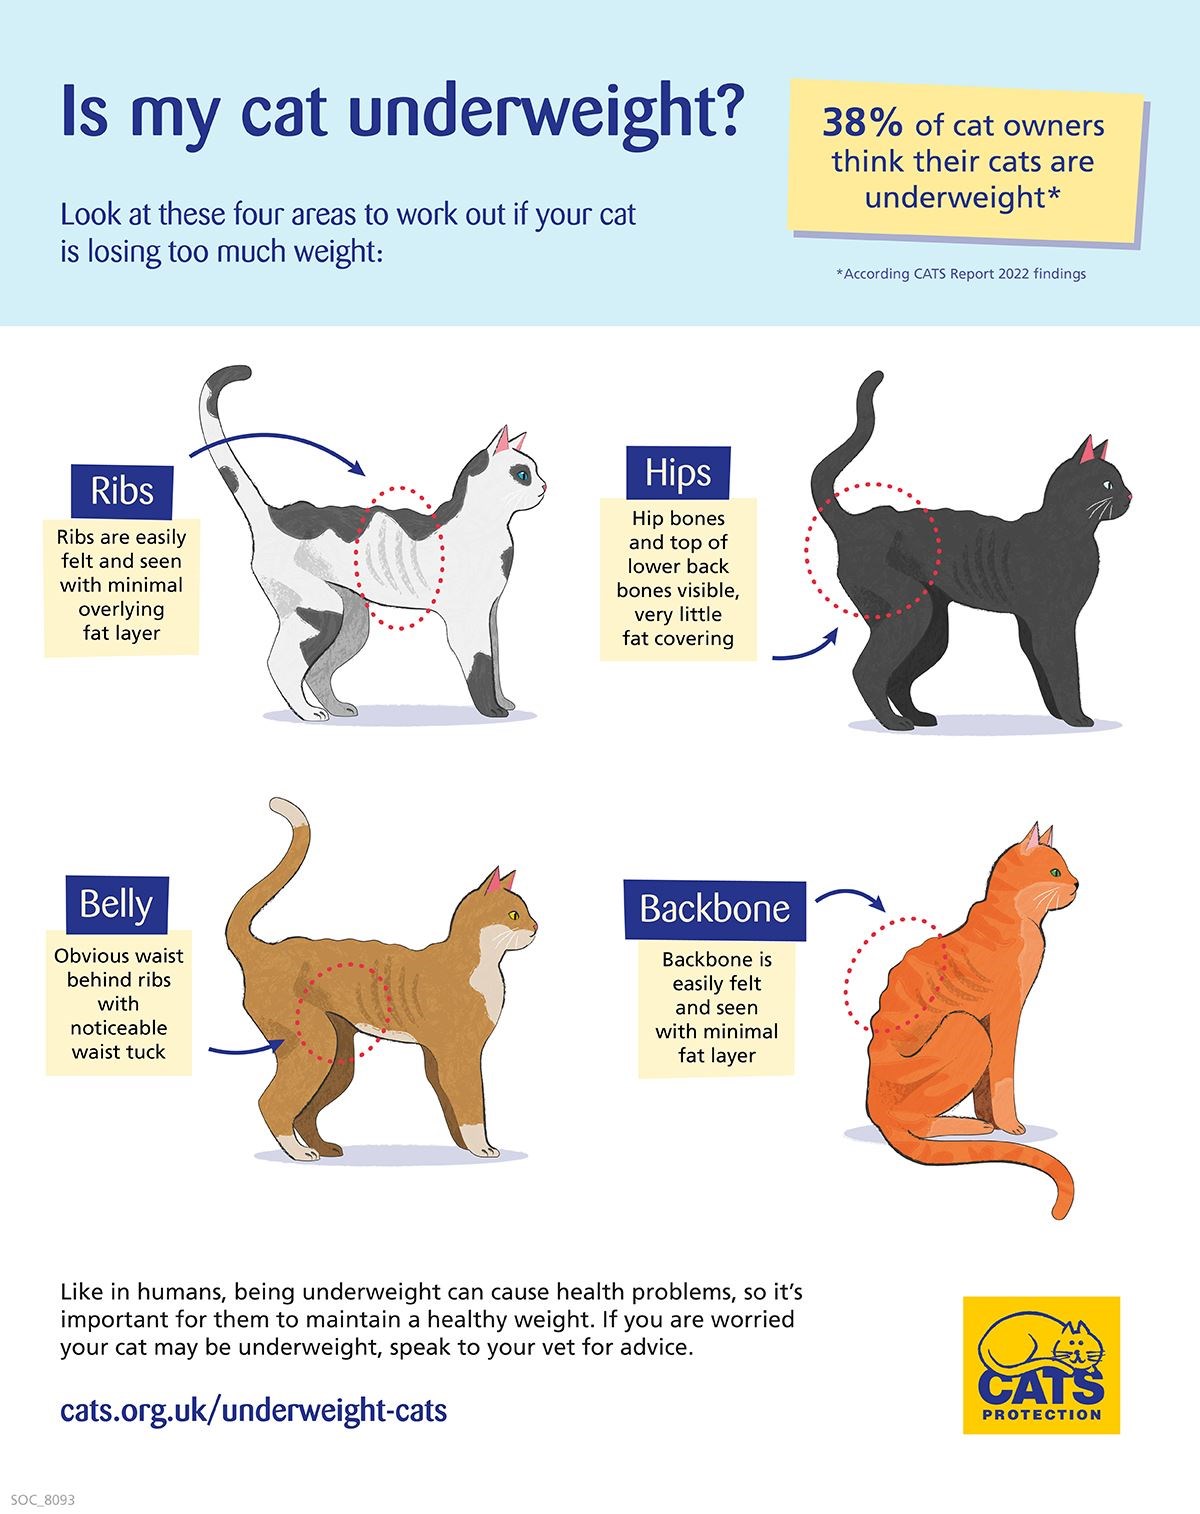 Is my cat underweight?
Look at these four areas to work out if your cat
is losing too much weight:
38% of cat owners
think their cats are
underweight*
*According CATS Report 2022 findings
Ribs
Ribs are easily
felt and seen
with minimal
overlying
fat layer
Hips
Hip bones
and top of
lower back
bones visible,
very little
fat covering
Belly
Obvious waist
behind ribs
with
noticeable
waist tuck
Backbone
Backbone is
easily felt
and seen
with minimal
fat layer
Like in humans, being underweight can cause health problems, so it's
important for them to maintain a healthy weight. If you are worried
your cat may be underweight, speak to your vet for advice.
cats.org.uk/underweight-cats
CATS
PROTECTION
SOC_8093